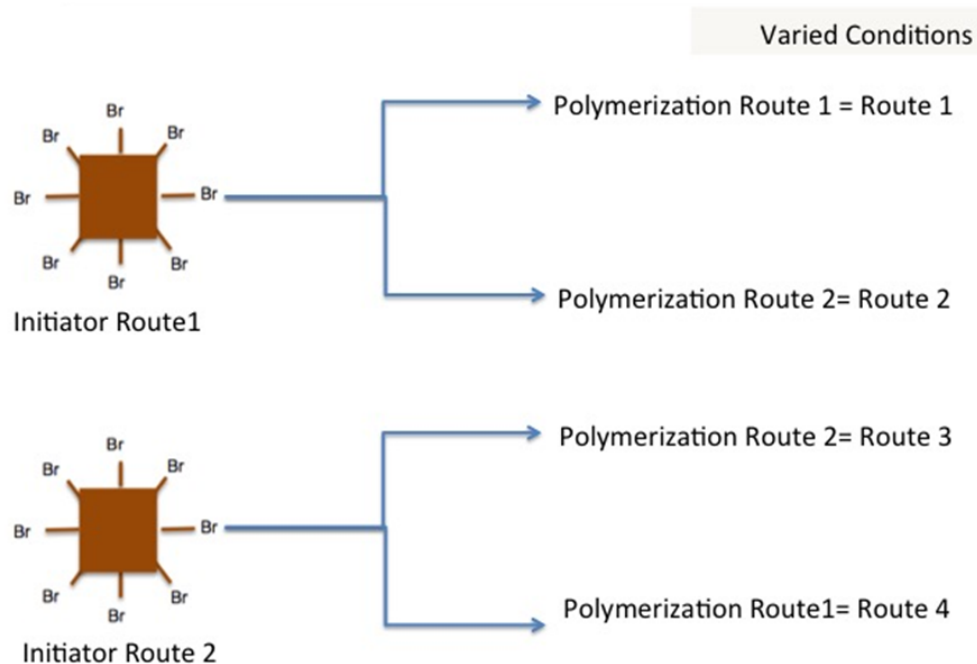 Varied Conditions
Br
Br
Br
Polymerization Route 1 = Route 1
Br
Br
Br
Br
Br
Polymerization Route 2= Route 2
Initiator Route1
Br
Br
Br
Polymerization Route 2= Route 3
Br
Br
Br
Br
Br
Polymerization Route1= Route 4
Initiator Route 2